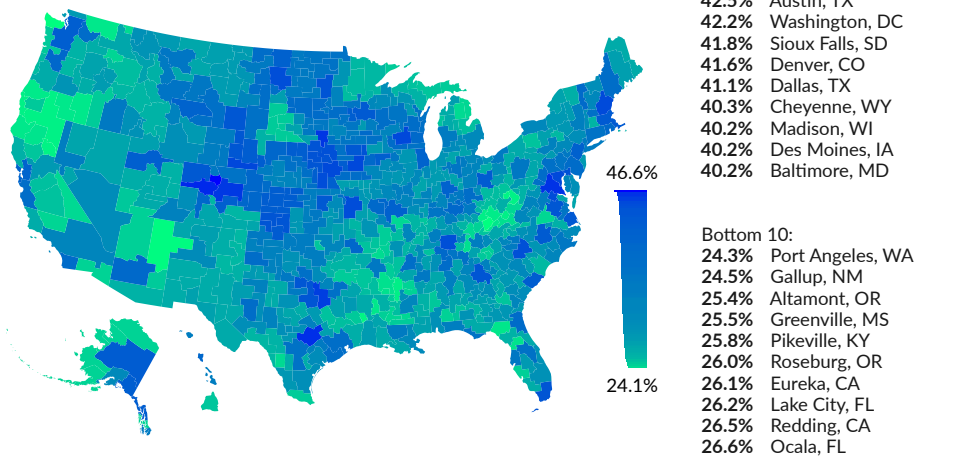 42.5% Austin, TX
42.2% Washington, DC
41.8% Sioux Falls, SD
41.6% Denver, CO
41.1% Dallas, TX
40.3% Cheyenne, WY
40.2% Madison, WI
40.2% Des Moines, IA
40.2% Baltimore, MD
46.6%
24.1%
Bottom 10:
24.3% Port Angeles, WA
24.5% Gallup, NM
25.4% Altamont, OR
25.5% Greenville, MS
25.8% Pikeville, KY
26.0% Roseburg, OR
26.1% Eureka, CA
26.2% Lake City, FL
26.5% Redding, CA
26.6% Ocala, FL